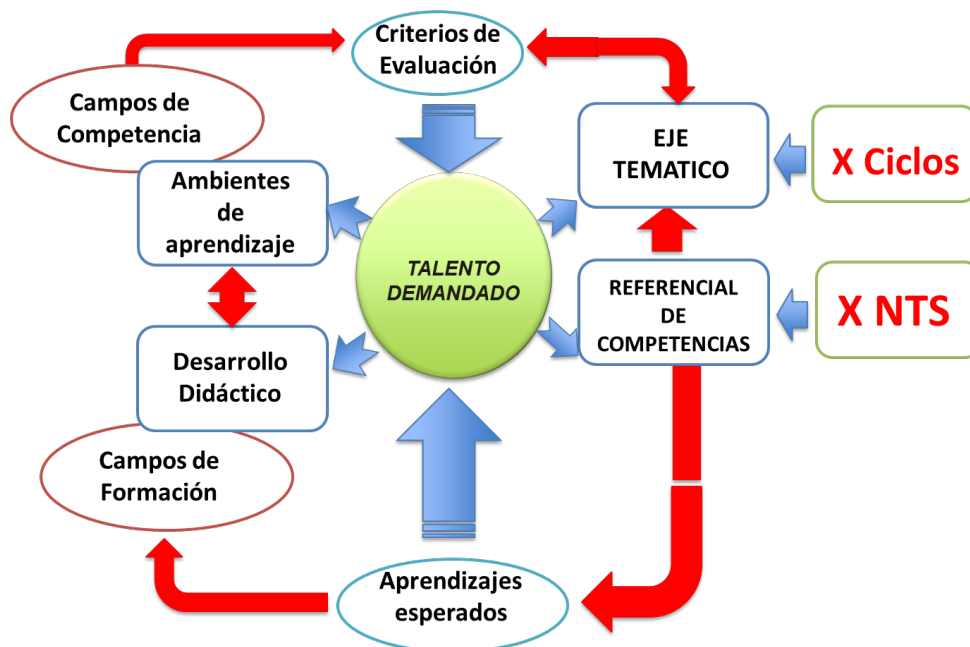 Criterios de
Evaluación
Campos de
Competencia
EJE
TEMATICO
X Ciclos
Ambientes
de
aprendizaje
TALENTO
DEMANDADO
REFERENCIAL
DE
COMPETENCIAS
X NTS
Desarrollo
Didáctico
Campos de
Formación
Aprendizajes
esperados